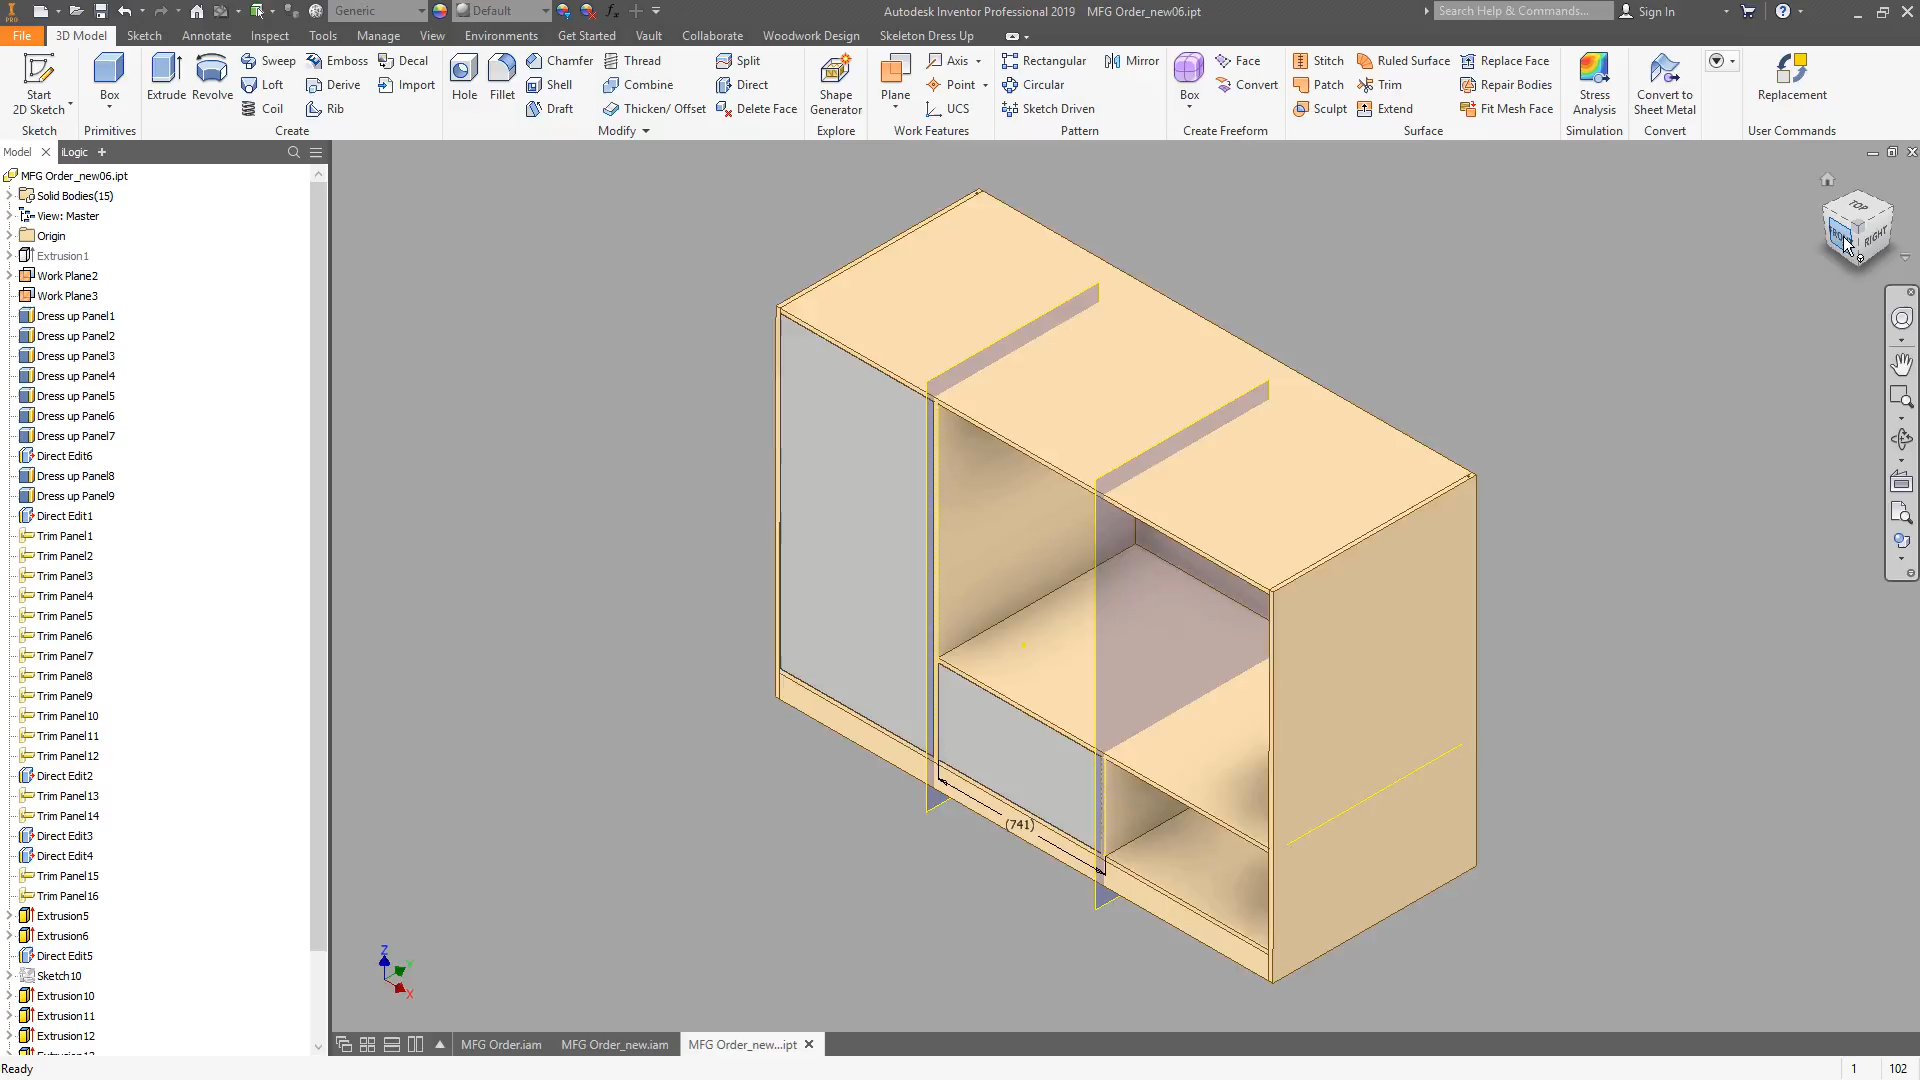 PRO
Generic
Default
Autodesk Inventor Professional 2019 MFG Order_new06.ipt
Search Help & Commands...
Sign In
File
3D Model
Sketch
Annotate
Inspect
Tools
Manage
View
Environments
Get Started
Vault
Collaborate
Woodwork Design
Skeleton Dress Up
Start
2D Sketch
Sketch
Box
Primitives
Extrude
Revolve
Sweep
Loft
Coil
Emboss
Derive
Rib
Decal
Import
Create
Hole
Fillet
Chamfer
Shell
Draft
Thread
Combine
Thicken/ Offset
Split
Direct
Delete Face
Modify
Shape
Generator
Explore
Plane
Axis
Point
UCS
Work Features
Rectangular
Circular
Sketch Driven
Mirror
Pattern
Box
Face
Convert
Create Freeform
Stitch
Patch
Sculpt
Ruled Surface
Trim
Extend
Replace Face
Repair Bodies
Fit Mesh Face
Surface
Stress
Analysis
Simulation
Convert to
Sheet Metal
Convert
Replacement
User Commands
Model
iLogic
MFG Order_new06.ipt
Solid Bodies(15)
View: Master
Origin
Extrusion1
Work Plane2
Work Plane3
Dress up Panel1
Dress up Panel2
Dress up Panel3
Dress up Panel4
Dress up Panel5
Dress up Panel6
Dress up Panel7
Direct Edit6
Dress up Panel8
Dress up Panel9
Direct Edit1
Trim Panel1
Trim Panel2
Trim Panel3
Trim Panel4
Trim Panel5
Trim Panel6
Trim Panel7
Trim Panel8
Trim Panel9
Trim Panel10
Trim Panel11
Trim Panel12
Direct Edit2
Trim Panel13
Trim Panel14
Direct Edit3
Direct Edit4
Trim Panel15
Trim Panel16
Extrusion5
Extrusion6
Direct Edit5
Sketch10
Extrusion10
Extrusion11
Extrusion12
TOP
RIGHT
(741)
Z
Y
X
MFG Order.iam
MFG Order_new.iam
MFG Order_new...ipt
Ready
1
102